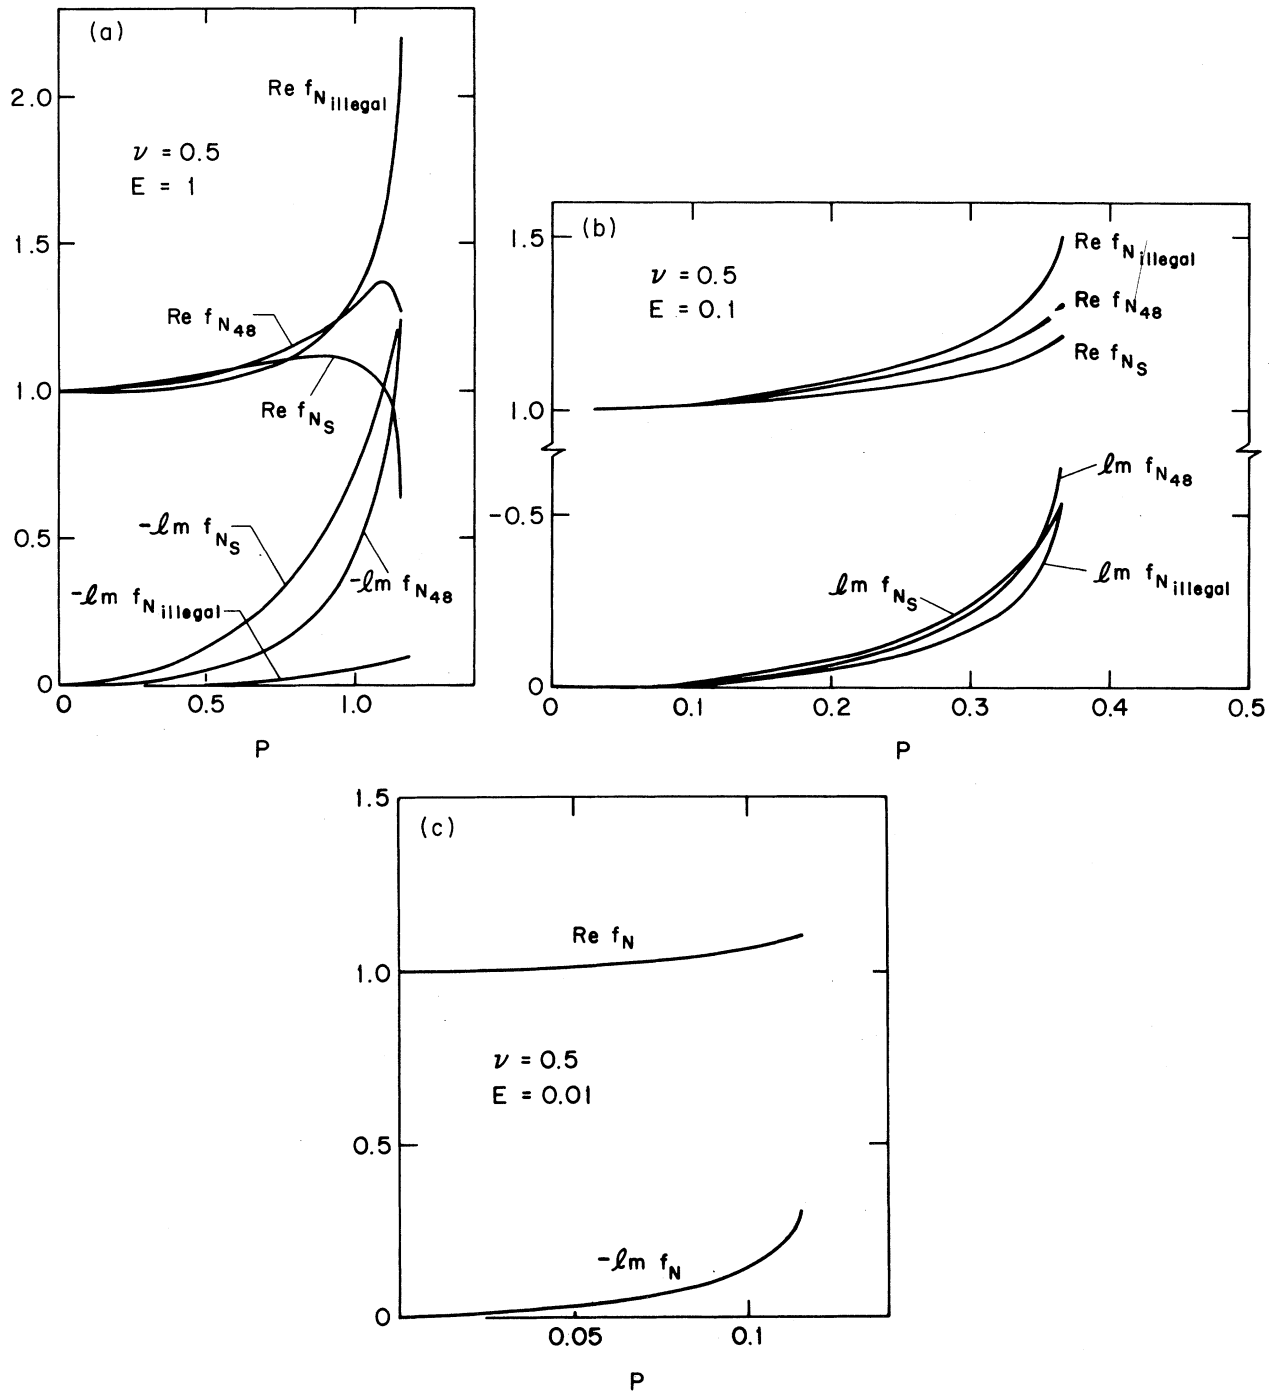 (a)
2.0
1.5
1.0
0.5
0
Re f_N illegal
ν = 0.5
E = 1
Re f_N48
Re f_NS
-ℓm f_NS
-ℓm f_N illegal
-ℓm f_N48
0 0.5 1.0
P
(b)
1.5
1.0
-0.5
0
ν = 0.5
E = 0.1
Re f_N illegal
Re f_N48
Re f_NS
ℓm f_N48
ℓm f_NS
ℓm f_N illegal
0 0.1 0.2 0.3 0.4 0.5
P
(c)
1.5
1.0
0.5
0
Re f_N
ν = 0.5
E = 0.01
-ℓm f_N
0.05 0.1
P